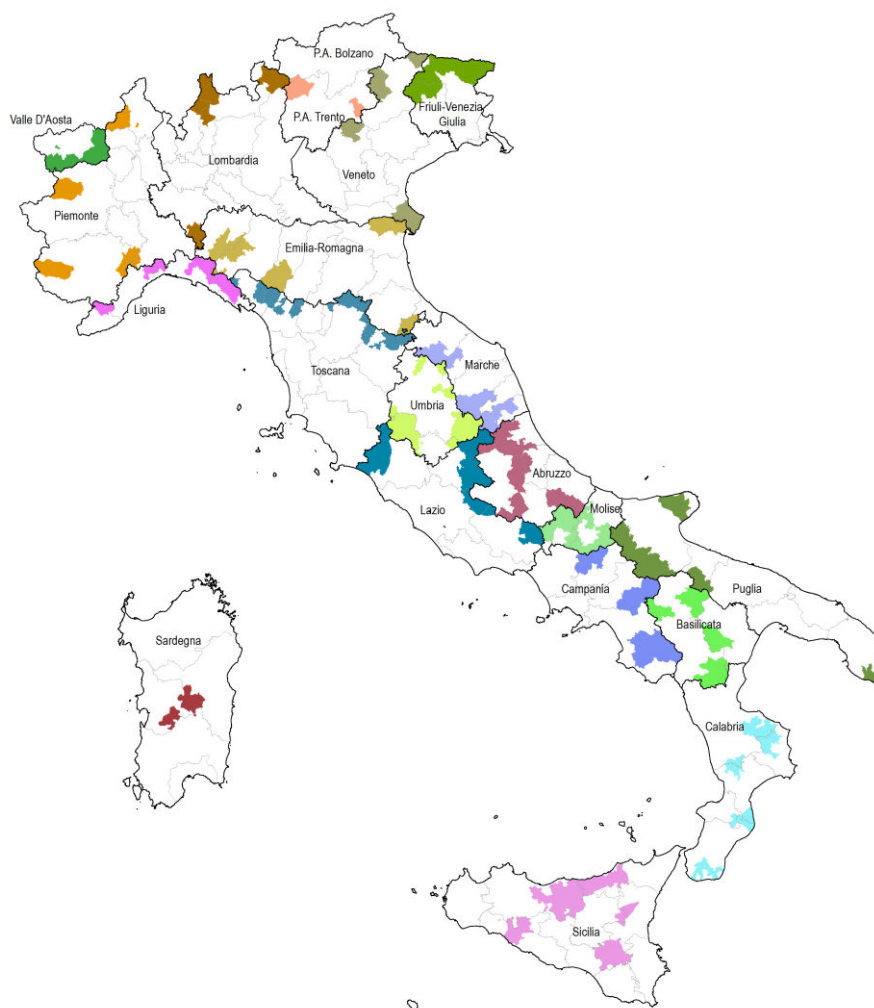 P.A. Bolzano
Friuli-Venezia
Giulia
P.A. Trento
Valle D'Aosta
Lombardia
Veneto
Piemonte
Emilia-Romagna
Liguria
Toscana
Marche
Umbria
Abruzzo
Lazio
Molise
Campania
Puglia
Basilicata
Sardegna
Calabria
Sicilia